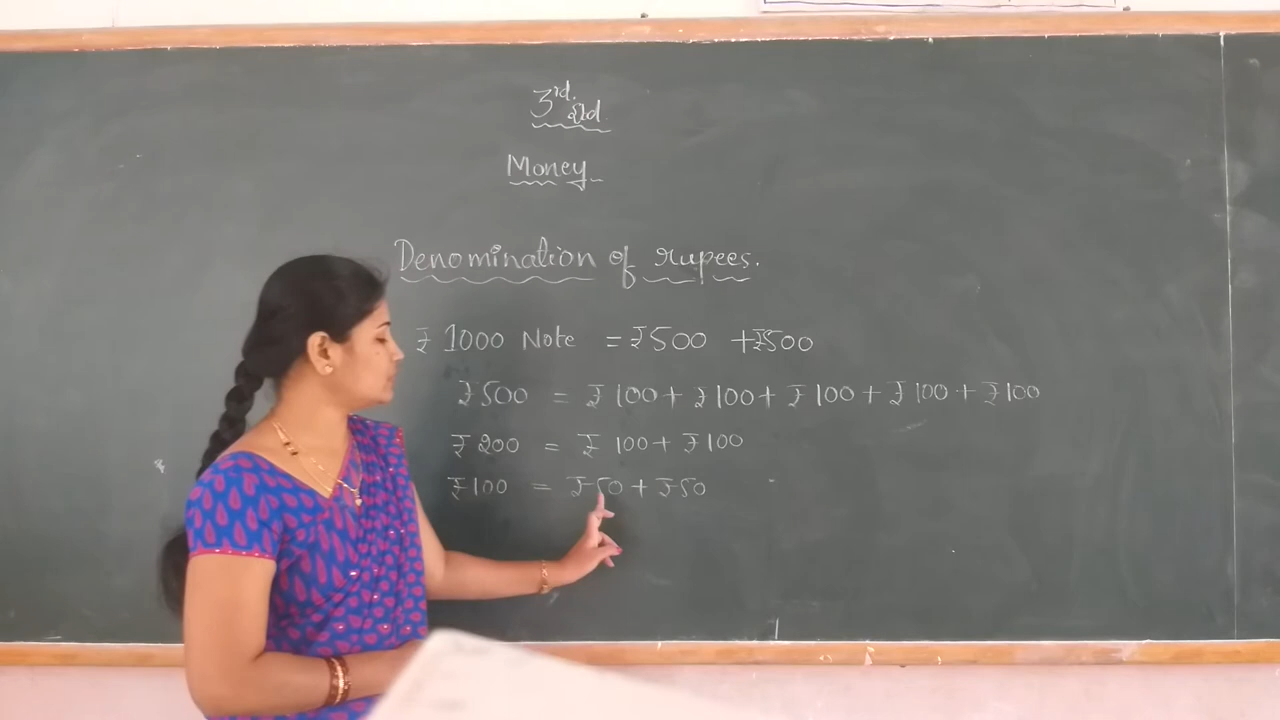 3rd Std
Money
Denomination of rupees.
₹ 1000 Note = ₹500 + ₹500
₹500 = ₹100 + ₹100 + ₹100 + ₹100 + ₹100
₹200 = ₹100 + ₹100
₹100 = ₹50 + ₹50